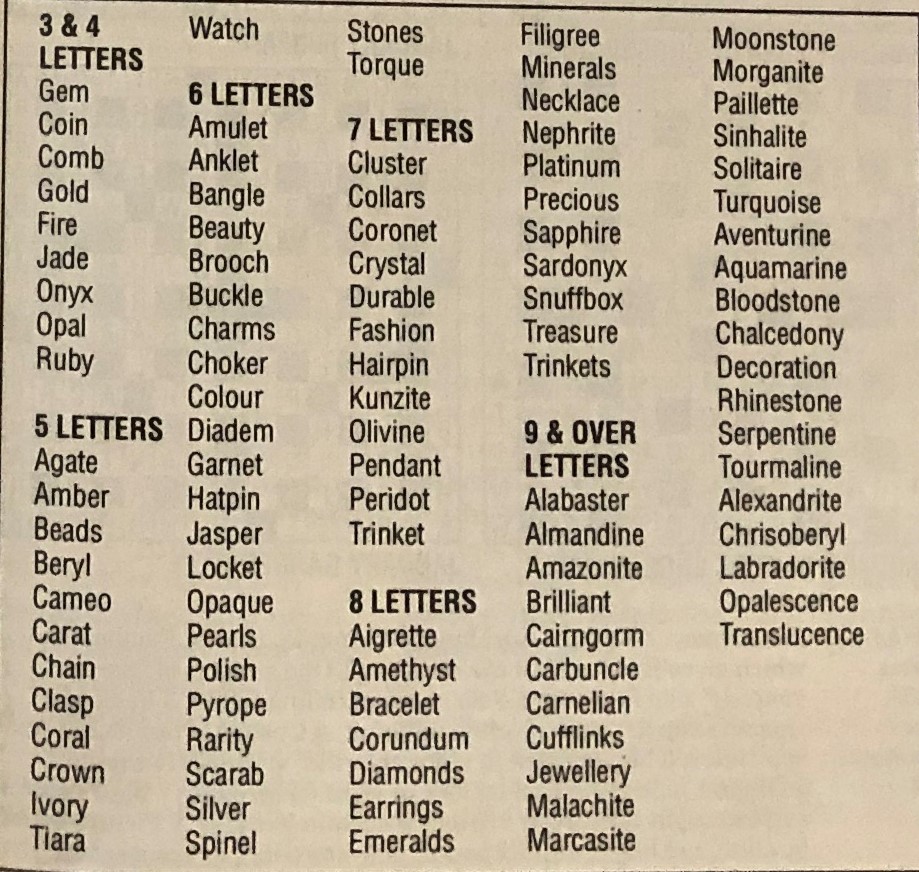 3 & 4
LETTERS
Gem
Coin
Comb
Gold
Fire
Jade
Onyx
Opal
Ruby
5 LETTERS
Agate
Amber
Beads
Beryl
Cameo
Carat
Chain
Clasp
Coral
Crown
Ivory
Tiara
Watch
6 LETTERS
Amulet
Anklet
Bangle
Beauty
Brooch
Buckle
Charms
Choker
Colour
Diadem
Garnet
Hatpin
Jasper
Locket
Opaque
Pearls
Polish
Pyrope
Rarity
Scarab
Silver
Spinel
Stones
Torque
7 LETTERS
Cluster
Collars
Coronet
Crystal
Durable
Fashion
Hairpin
Kunzite
Olivine
Pendant
Peridot
Trinket
8 LETTERS
Aigrette
Amethyst
Bracelet
Corundum
Diamonds
Earrings
Emeralds
Filigree
Minerals
Necklace
Nephrite
Platinum
Precious
Sapphire
Sardonyx
Snuffbox
Treasure
Trinkets
9 & OVER
LETTERS
Alabaster
Almandine
Amazonite
Brilliant
Cairngorm
Carbuncle
Carnelian
Cufflinks
Jewellery
Malachite
Marcasite
Moonstone
Morganite
Paillette
Sinhalite
Solitaire
Turquoise
Aventurine
Aquamarine
Bloodstone
Chalcedony
Decoration
Rhinestone
Serpentine
Tourmaline
Alexandrite
Chrisoberyl
Labradorite
Opalescence
Translucence